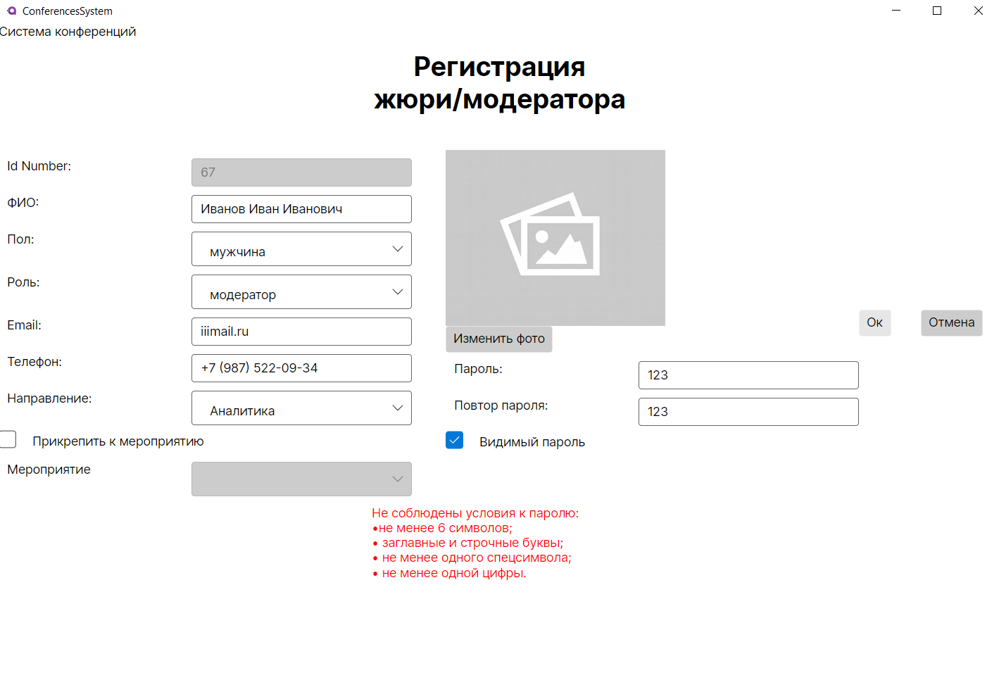 ConferencesSystem
Система конференций
Регистрация
жюри/модератора
Id Number:
67
ФИО:
Иванов Иван Иванович
Пол:
мужчина
Роль:
модератор
Email:
iiimail.ru
Телефон:
+7 (987) 522-09-34
Направление:
Аналитика
Прикрепить к мероприятию
Мероприятие
Изменить фото
Пароль:
123
Повтор пароля:
123
Видимый пароль
Ок
Отмена
Не соблюдены условия к паролю:
•не менее 6 символов;
• заглавные и строчные буквы;
• не менее одного спецсимвола;
• не менее одной цифры.